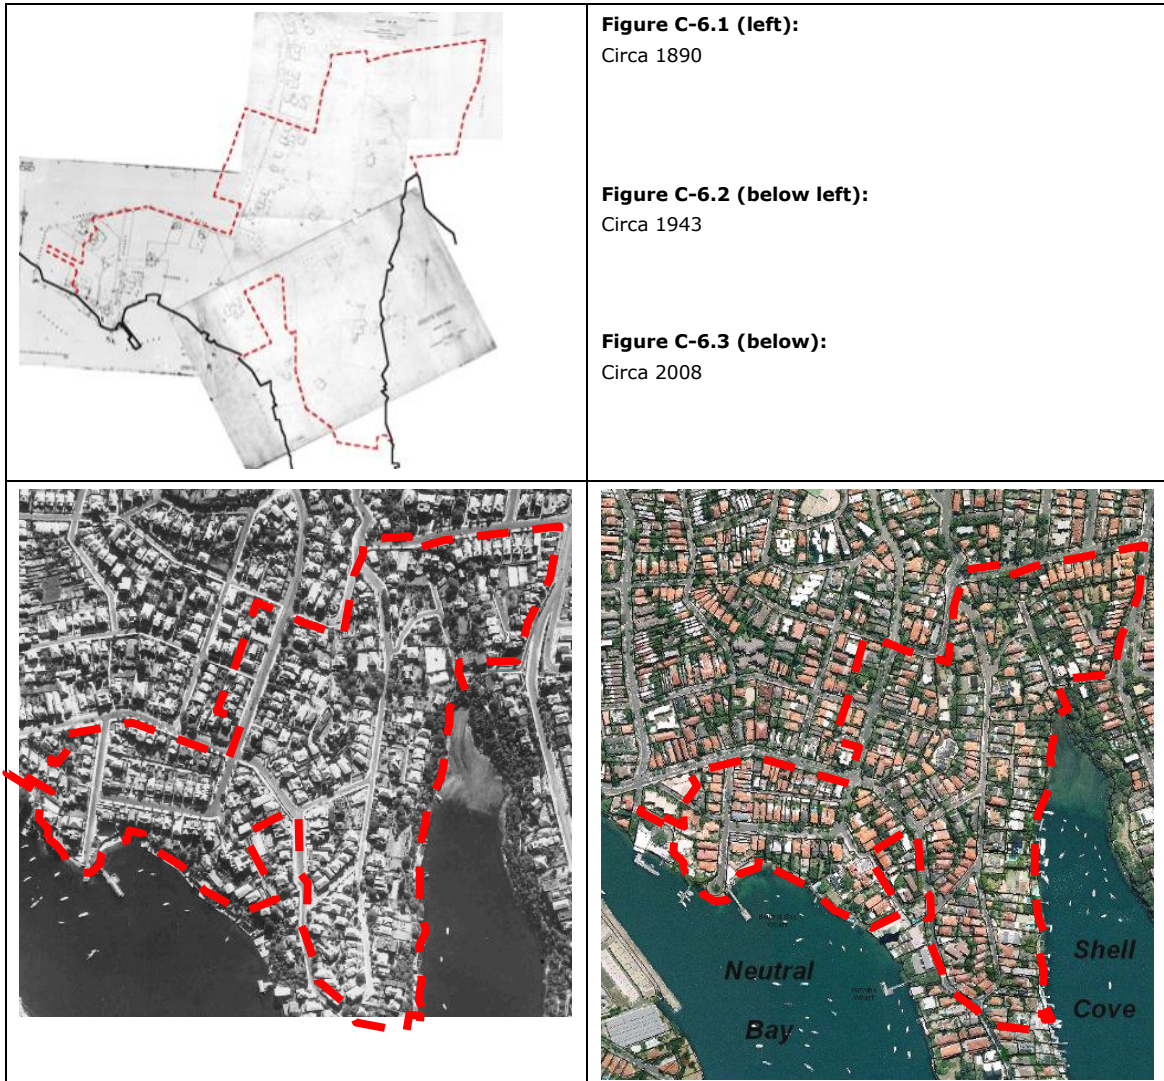 Figure C-6.1 (left):
Circa 1890
Figure C-6.2 (below left):
Circa 1943
Figure C-6.3 (below):
Circa 2008
Neutral
Bay
Shell
Cove